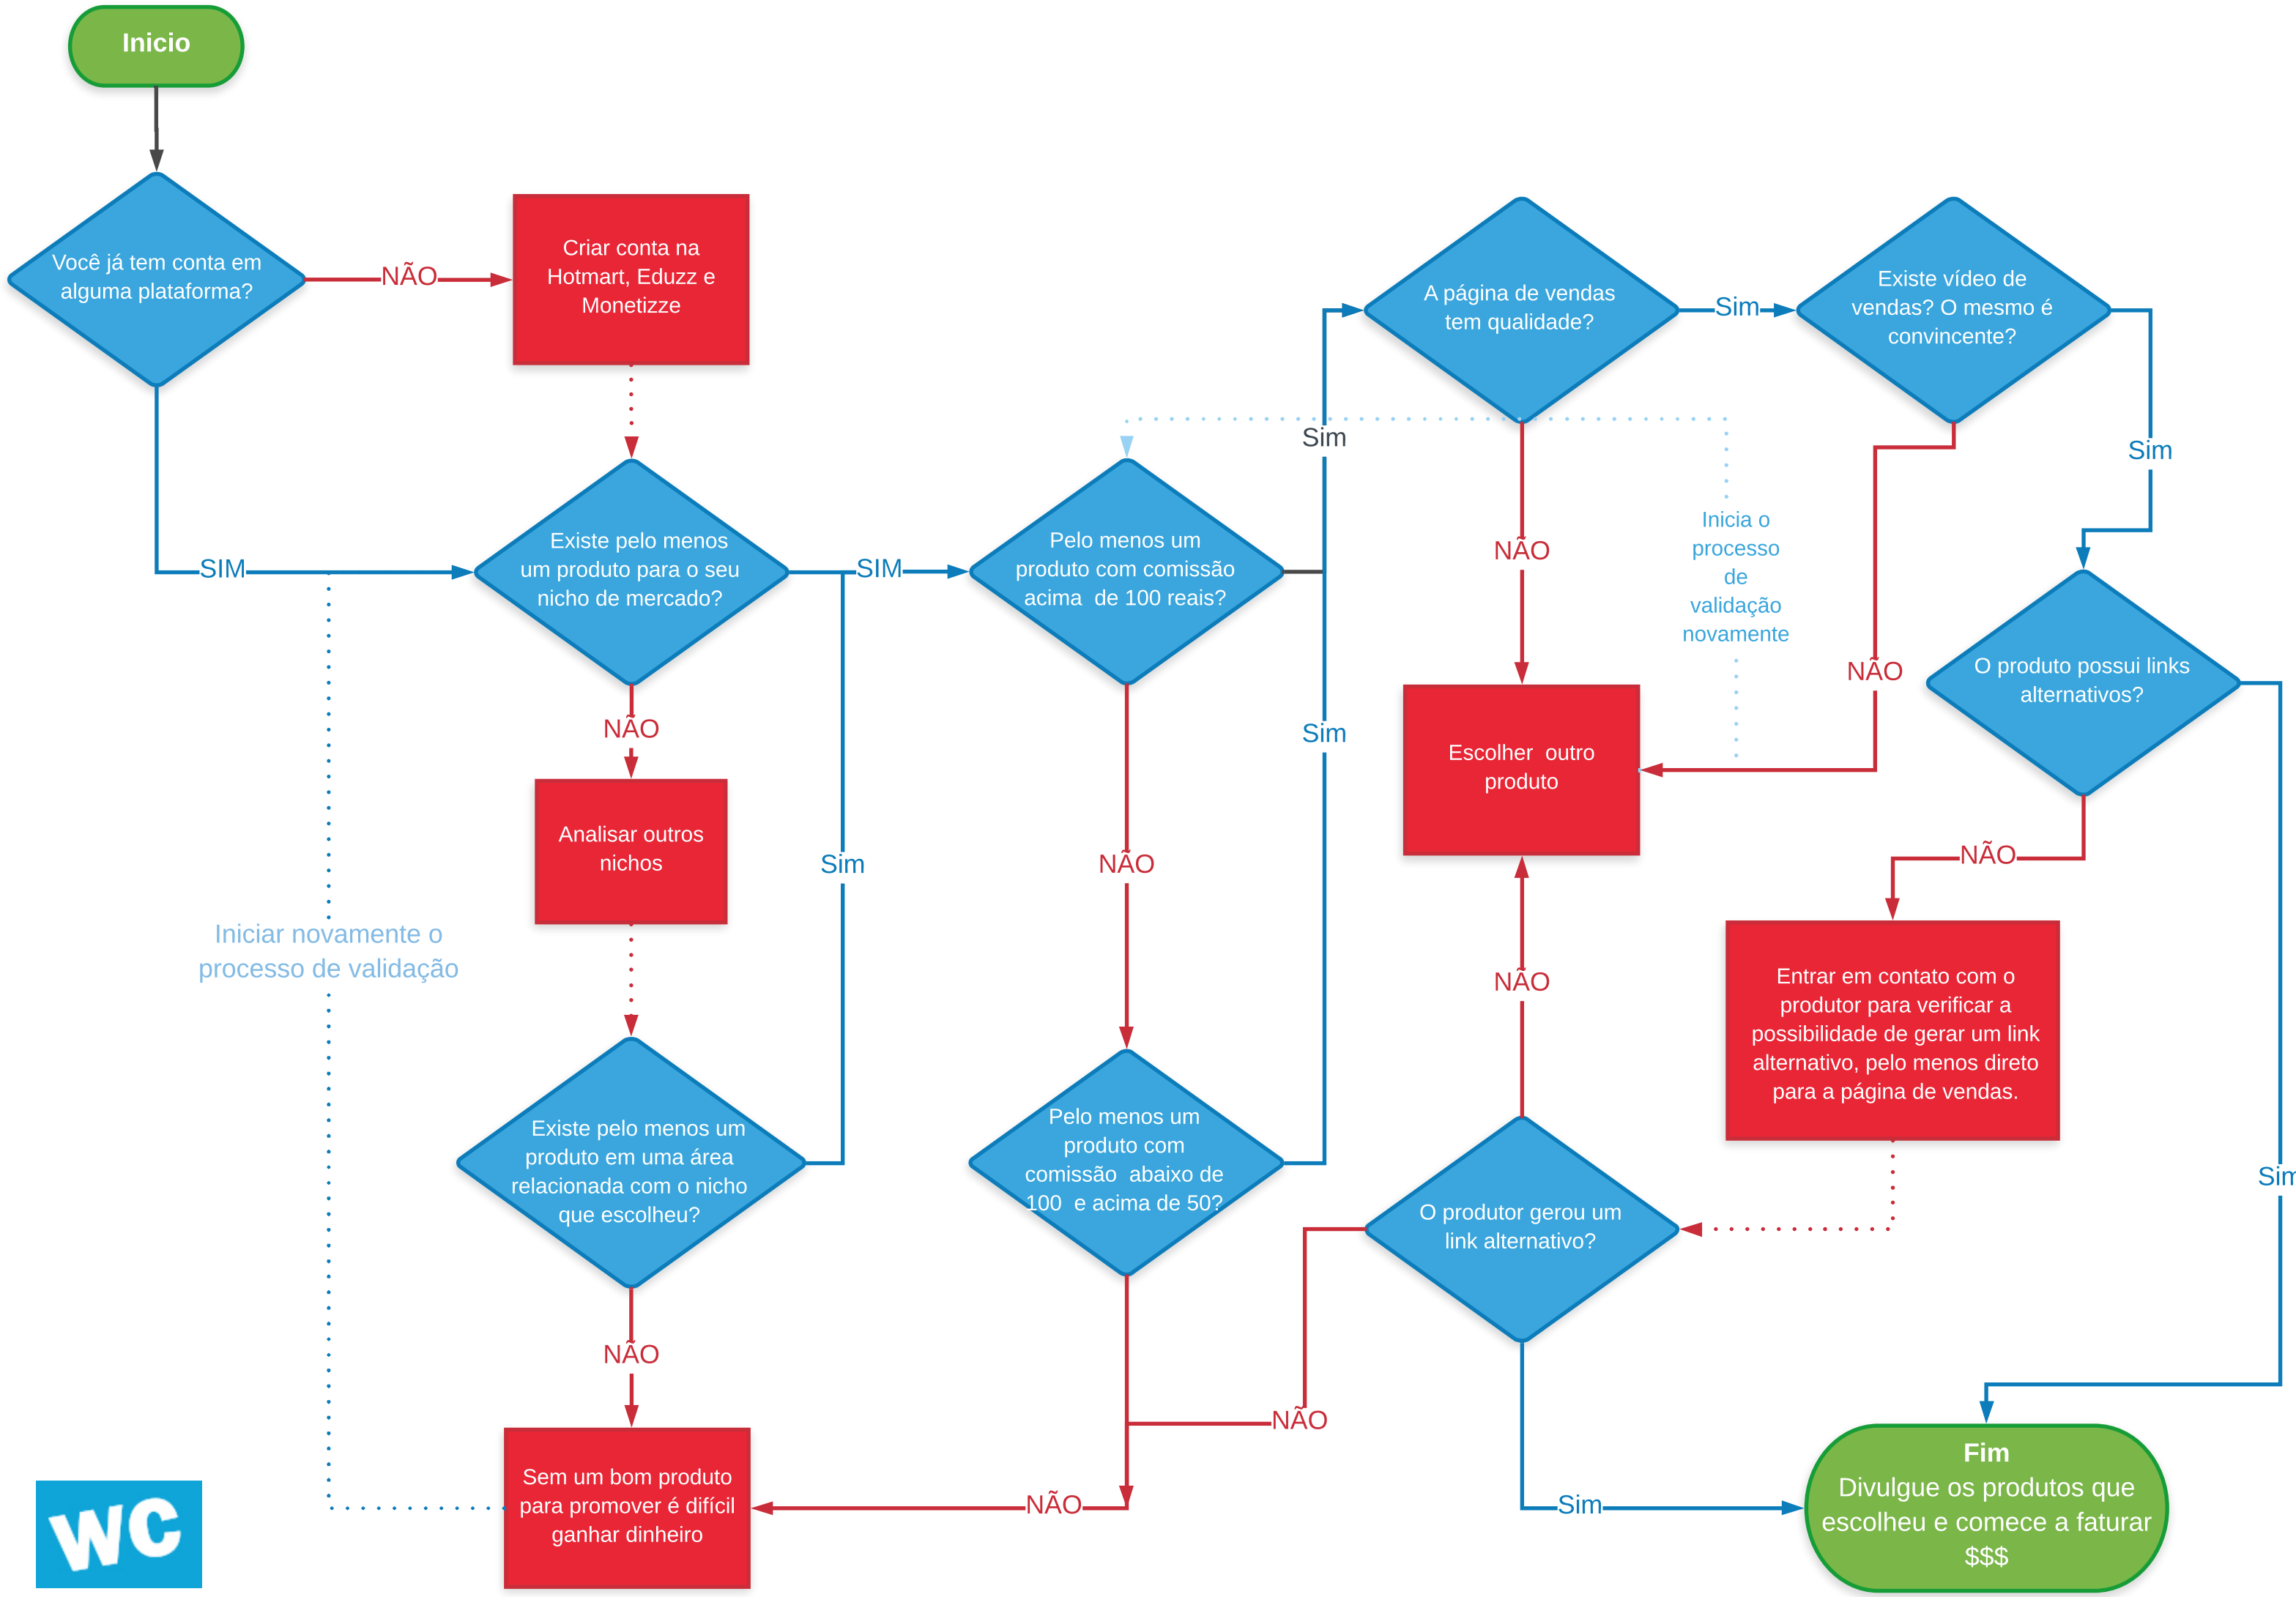 Inicio
Você já tem conta em
alguma plataforma?
NÃO
Criar conta na
Hotmart, Eduzz e
Monetizze
SIM
Existe pelo menos
um produto para o seu
nicho de mercado?
SIM
NÃO
Analisar outros
nichos
Existe pelo menos um
produto em uma área
relacionada com o nicho
que escolheu?
Sim
NÃO
Sem um bom produto
para promover é difícil
ganhar dinheiro
Iniciar novamente o
processo de validação
Pelo menos um
produto com comissão
acima de 100 reais?
Sim
NÃO
Pelo menos um
produto com
comissão abaixo de
100 e acima de 50?
Sim
NÃO
A página de vendas
tem qualidade?
Sim
NÃO
Existe vídeo de
vendas? O mesmo é
convincente?
Sim
NÃO
Escolher outro
produto
Inicia o
processo
de
validação
novamente
O produto possui links
alternativos?
Sim
NÃO
Entrar em contato com o
produtor para verificar a
possibilidade de gerar um link
alternativo, pelo menos direto
para a página de vendas.
O produtor gerou um
link alternativo?
NÃO
NÃO
Sim
Fim
Divulgue os produtos que
escolheu e comece a faturar
$$$
WC